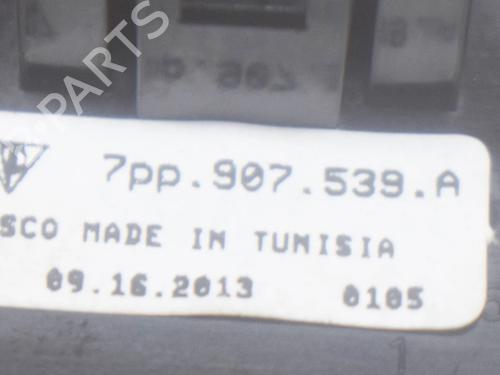 PARTS
7pp.907.539.A
SCO MADE IN TUNISIA
09.16.2013 0105